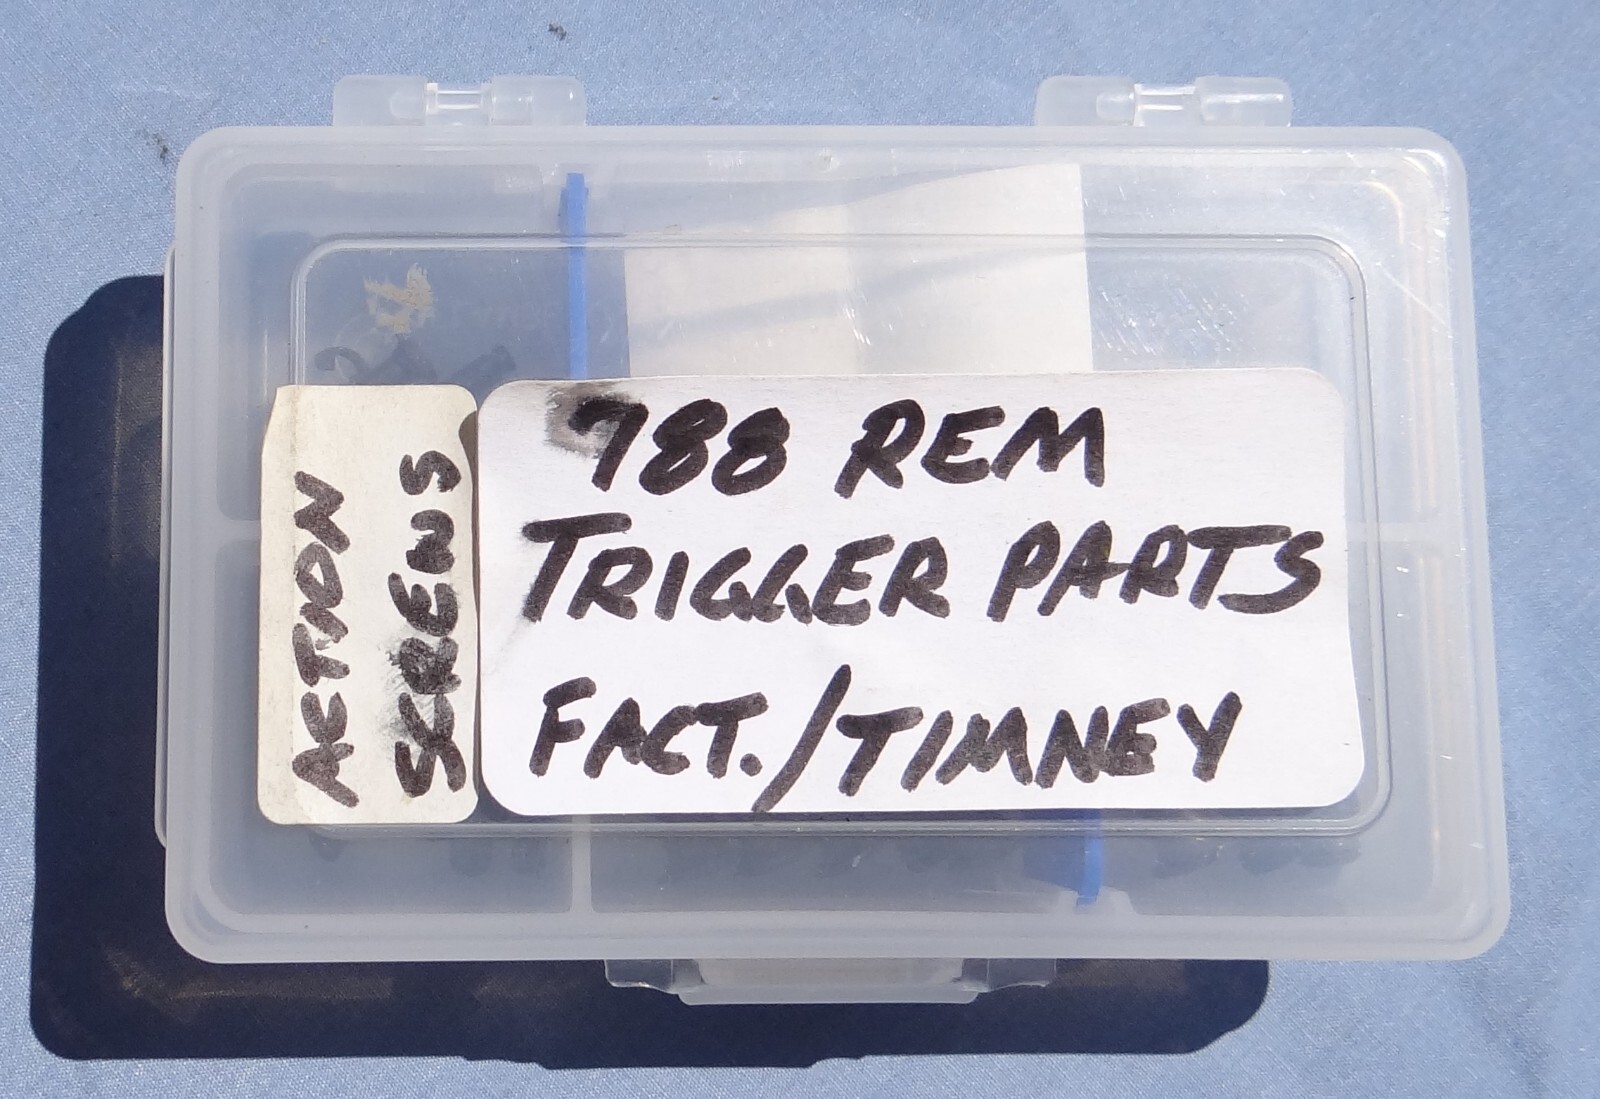 ACTION
SCREWS
788 REM
TRIGGER PARTS
FACT./TIMNEY